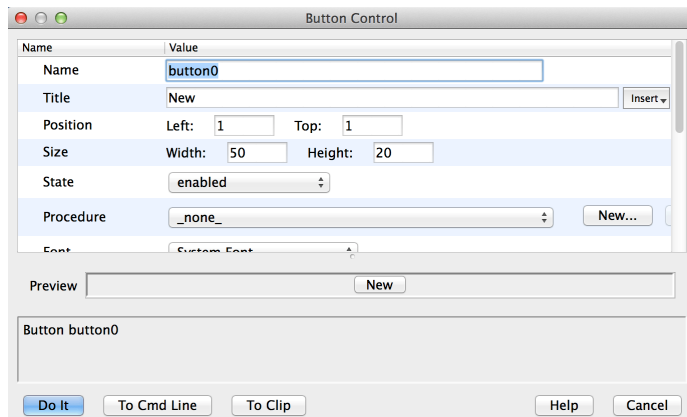 Button Control
Name Value
Name button0
Title New Insert
Position Left: 1 Top: 1
Size Width: 50 Height: 20
State enabled
Procedure _none_ New...
Font System Font
Preview New
Button button0
Do It To Cmd Line To Clip Help Cancel